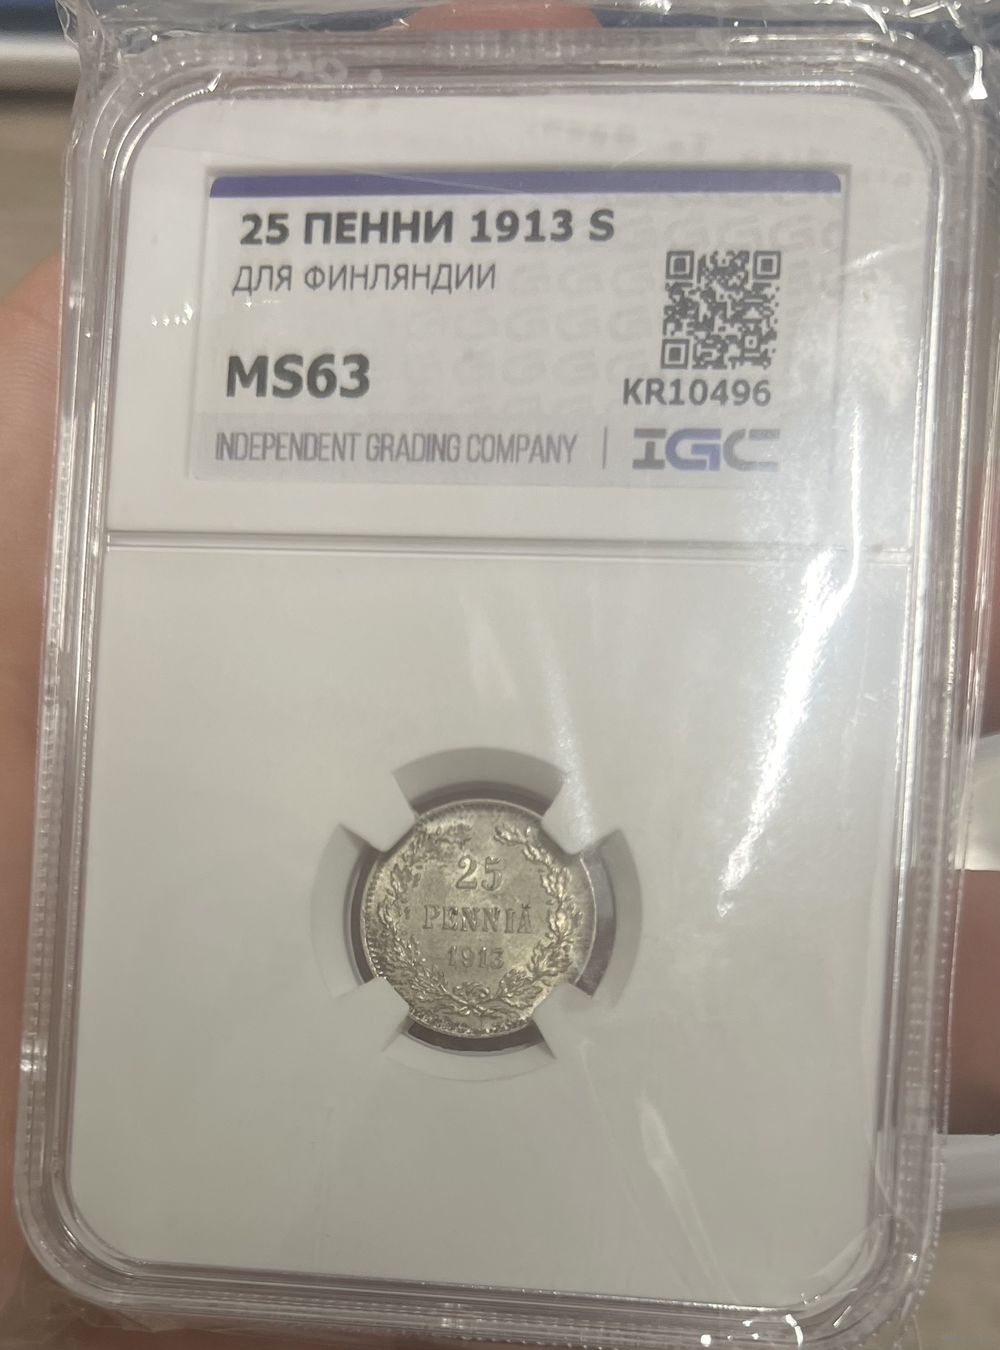 25 ПЕННИ 1913 S
ДЛЯ ФИНЛЯНДИИ
MS63
KR10496
INDEPENDENT GRADING COMPANY | IGC
25
PENNIÄ
1913